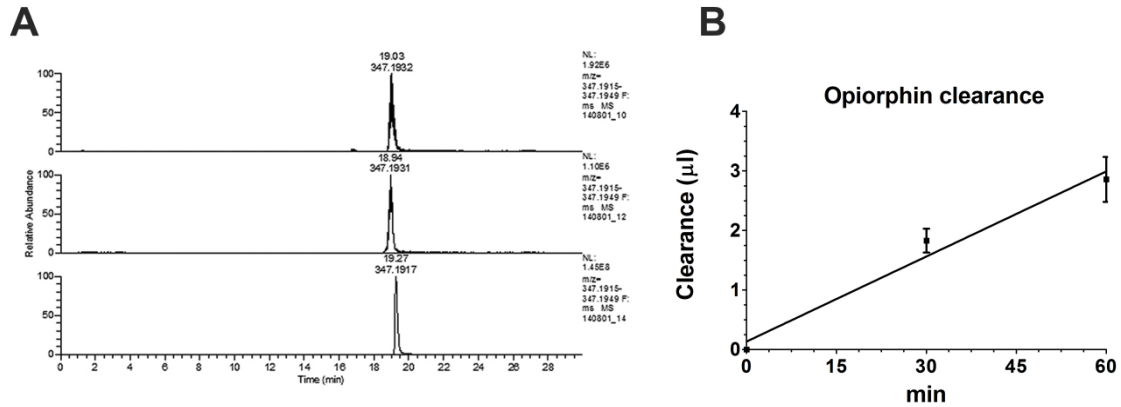 A
19.03
347.1932
NL:
1.92E6
m/z=
347.1915-
347.1949 F:
ms MS
140801_10
100
50
0
18.94
347.1931
NL:
1.10E6
m/z=
347.1915-
347.1949 F:
ms MS
140801_12
100
50
0
Relative Abundance
19.27
347.1917
NL:
1.45E8
m/z=
347.1915-
347.1949 F:
ms MS
140801_14
100
50
0
0 2 4 6 8 10 12 14 16 18 20 22 24 26 28
Time (min)
B
Opiorphin clearance
Clearance (µl)
4
3
2
1
0
0 15 30 45 60
min